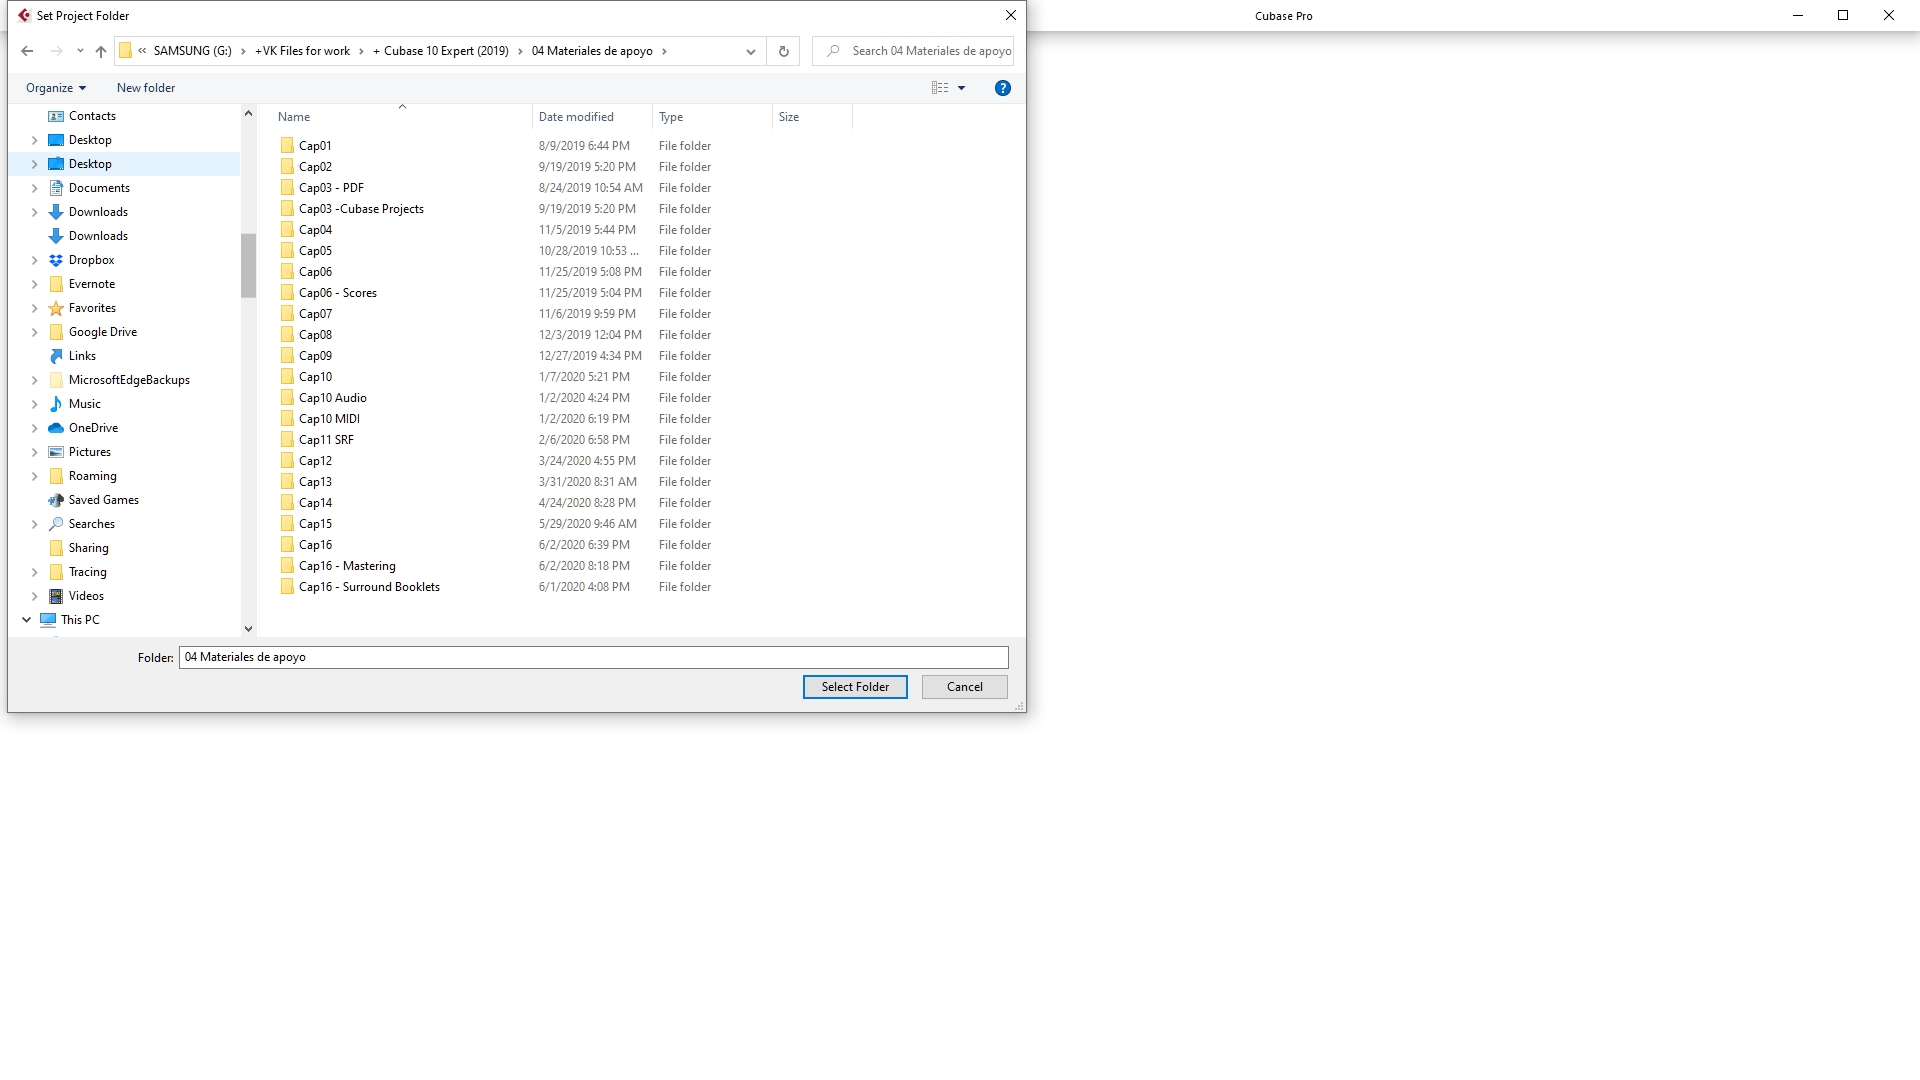 Set Project Folder
Cubase Pro
« SAMSUNG (G:) › +VK Files for work › + Cubase 10 Expert (2019) › 04 Materiales de apoyo ›
Search 04 Materiales de apoyo
Organize
New folder
?
Contacts
Desktop
Desktop
Documents
Downloads
Downloads
Dropbox
Evernote
Favorites
Google Drive
Links
MicrosoftEdgeBackups
Music
OneDrive
Pictures
Roaming
Saved Games
Searches
Sharing
Tracing
Videos
This PC
Name Date modified Type Size
Cap01 8/9/2019 6:44 PM File folder
Cap02 9/19/2019 5:20 PM File folder
Cap03 - PDF 8/24/2019 10:54 AM File folder
Cap03 -Cubase Projects 9/19/2019 5:20 PM File folder
Cap04 11/5/2019 5:44 PM File folder
Cap05 10/28/2019 10:53 ... File folder
Cap06 11/25/2019 5:08 PM File folder
Cap06 - Scores 11/25/2019 5:04 PM File folder
Cap07 11/6/2019 9:59 PM File folder
Cap08 12/3/2019 12:04 PM File folder
Cap09 12/27/2019 4:34 PM File folder
Cap10 1/7/2020 5:21 PM File folder
Cap10 Audio 1/2/2020 4:24 PM File folder
Cap10 MIDI 1/2/2020 6:19 PM File folder
Cap11 SRF 2/6/2020 6:58 PM File folder
Cap12 3/24/2020 4:55 PM File folder
Cap13 3/31/2020 8:31 AM File folder
Cap14 4/24/2020 8:28 PM File folder
Cap15 5/29/2020 9:46 AM File folder
Cap16 6/2/2020 6:39 PM File folder
Cap16 - Mastering 6/2/2020 8:18 PM File folder
Cap16 - Surround Booklets 6/1/2020 4:08 PM File folder
Folder: 04 Materiales de apoyo
Select Folder
Cancel